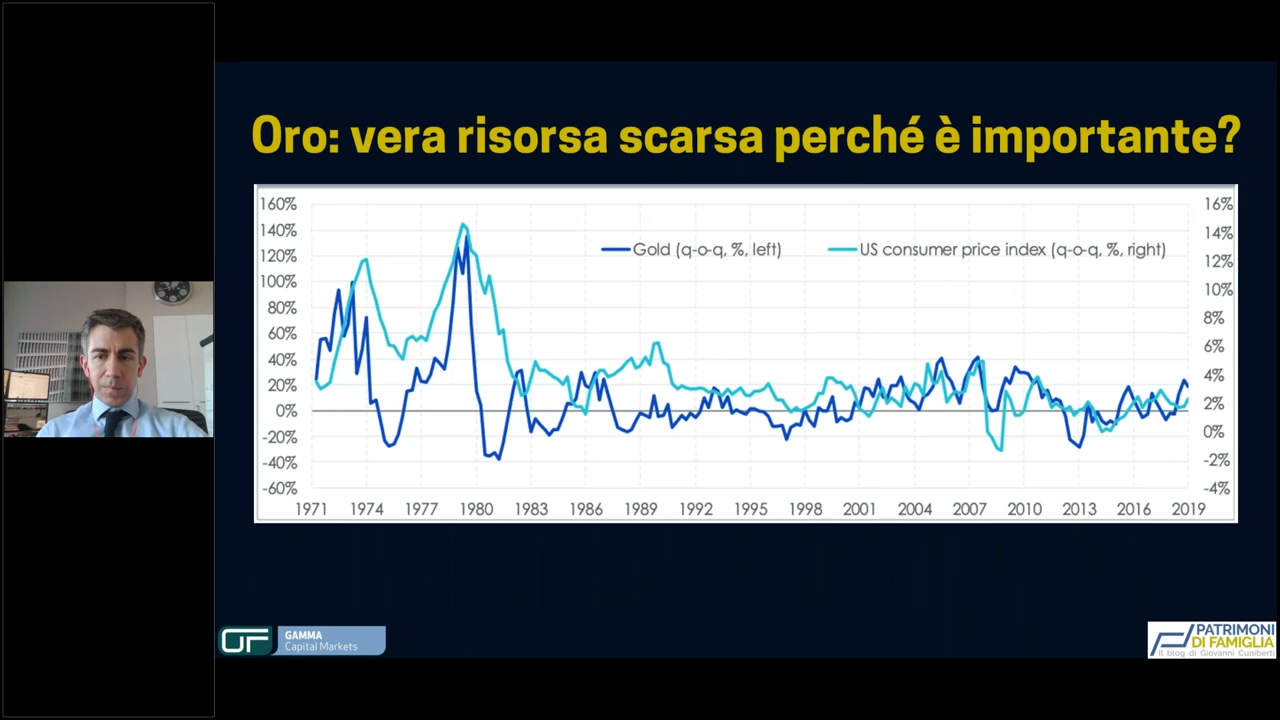 Oro: vera risorsa scarsa perché è importante?
160%
140%
120%
100%
80%
60%
40%
20%
0%
-20%
-40%
-60%
Gold (q-o-q, %, left)
US consumer price index (q-o-q, %, right)
16%
14%
12%
10%
8%
6%
4%
2%
0%
-2%
-4%
1971 1974 1977 1980 1983 1986 1989 1992 1995 1998 2001 2004 2007 2010 2013 2016 2019
GAMMA
Capital Markets
PATRIMONI
DI FAMIGLIA
Il blog di Giovanni Cuniberti